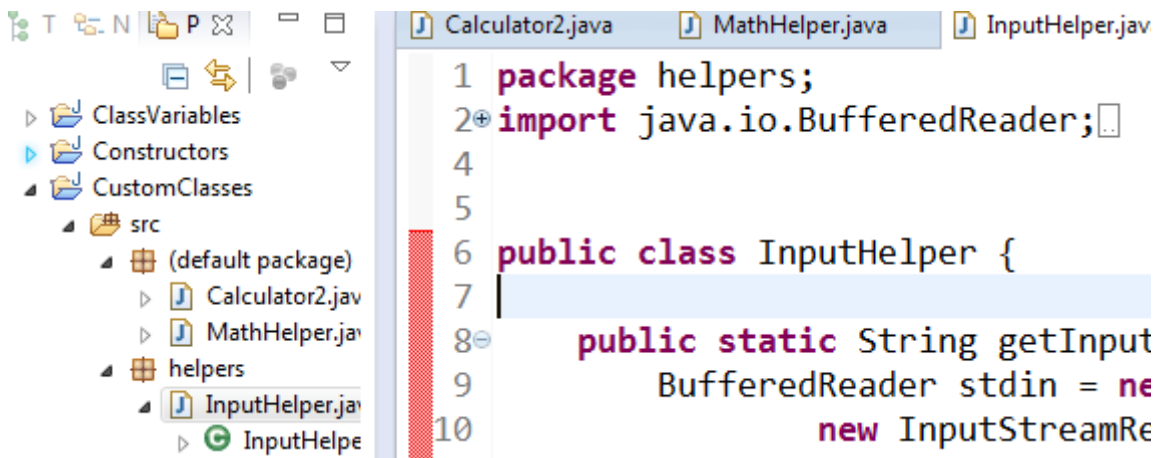 T N P
ClassVariables
Constructors
CustomClasses
src
(default package)
Calculator2.jav
MathHelper.jav
helpers
InputHelper.jav
InputHelpe
Calculator2.java MathHelper.java InputHelper.jav
1 package helpers;
2 import java.io.BufferedReader;
4
5
6 public class InputHelper {
7
8 public static String getInput
9 BufferedReader stdin = ne
10 new InputStreamRe